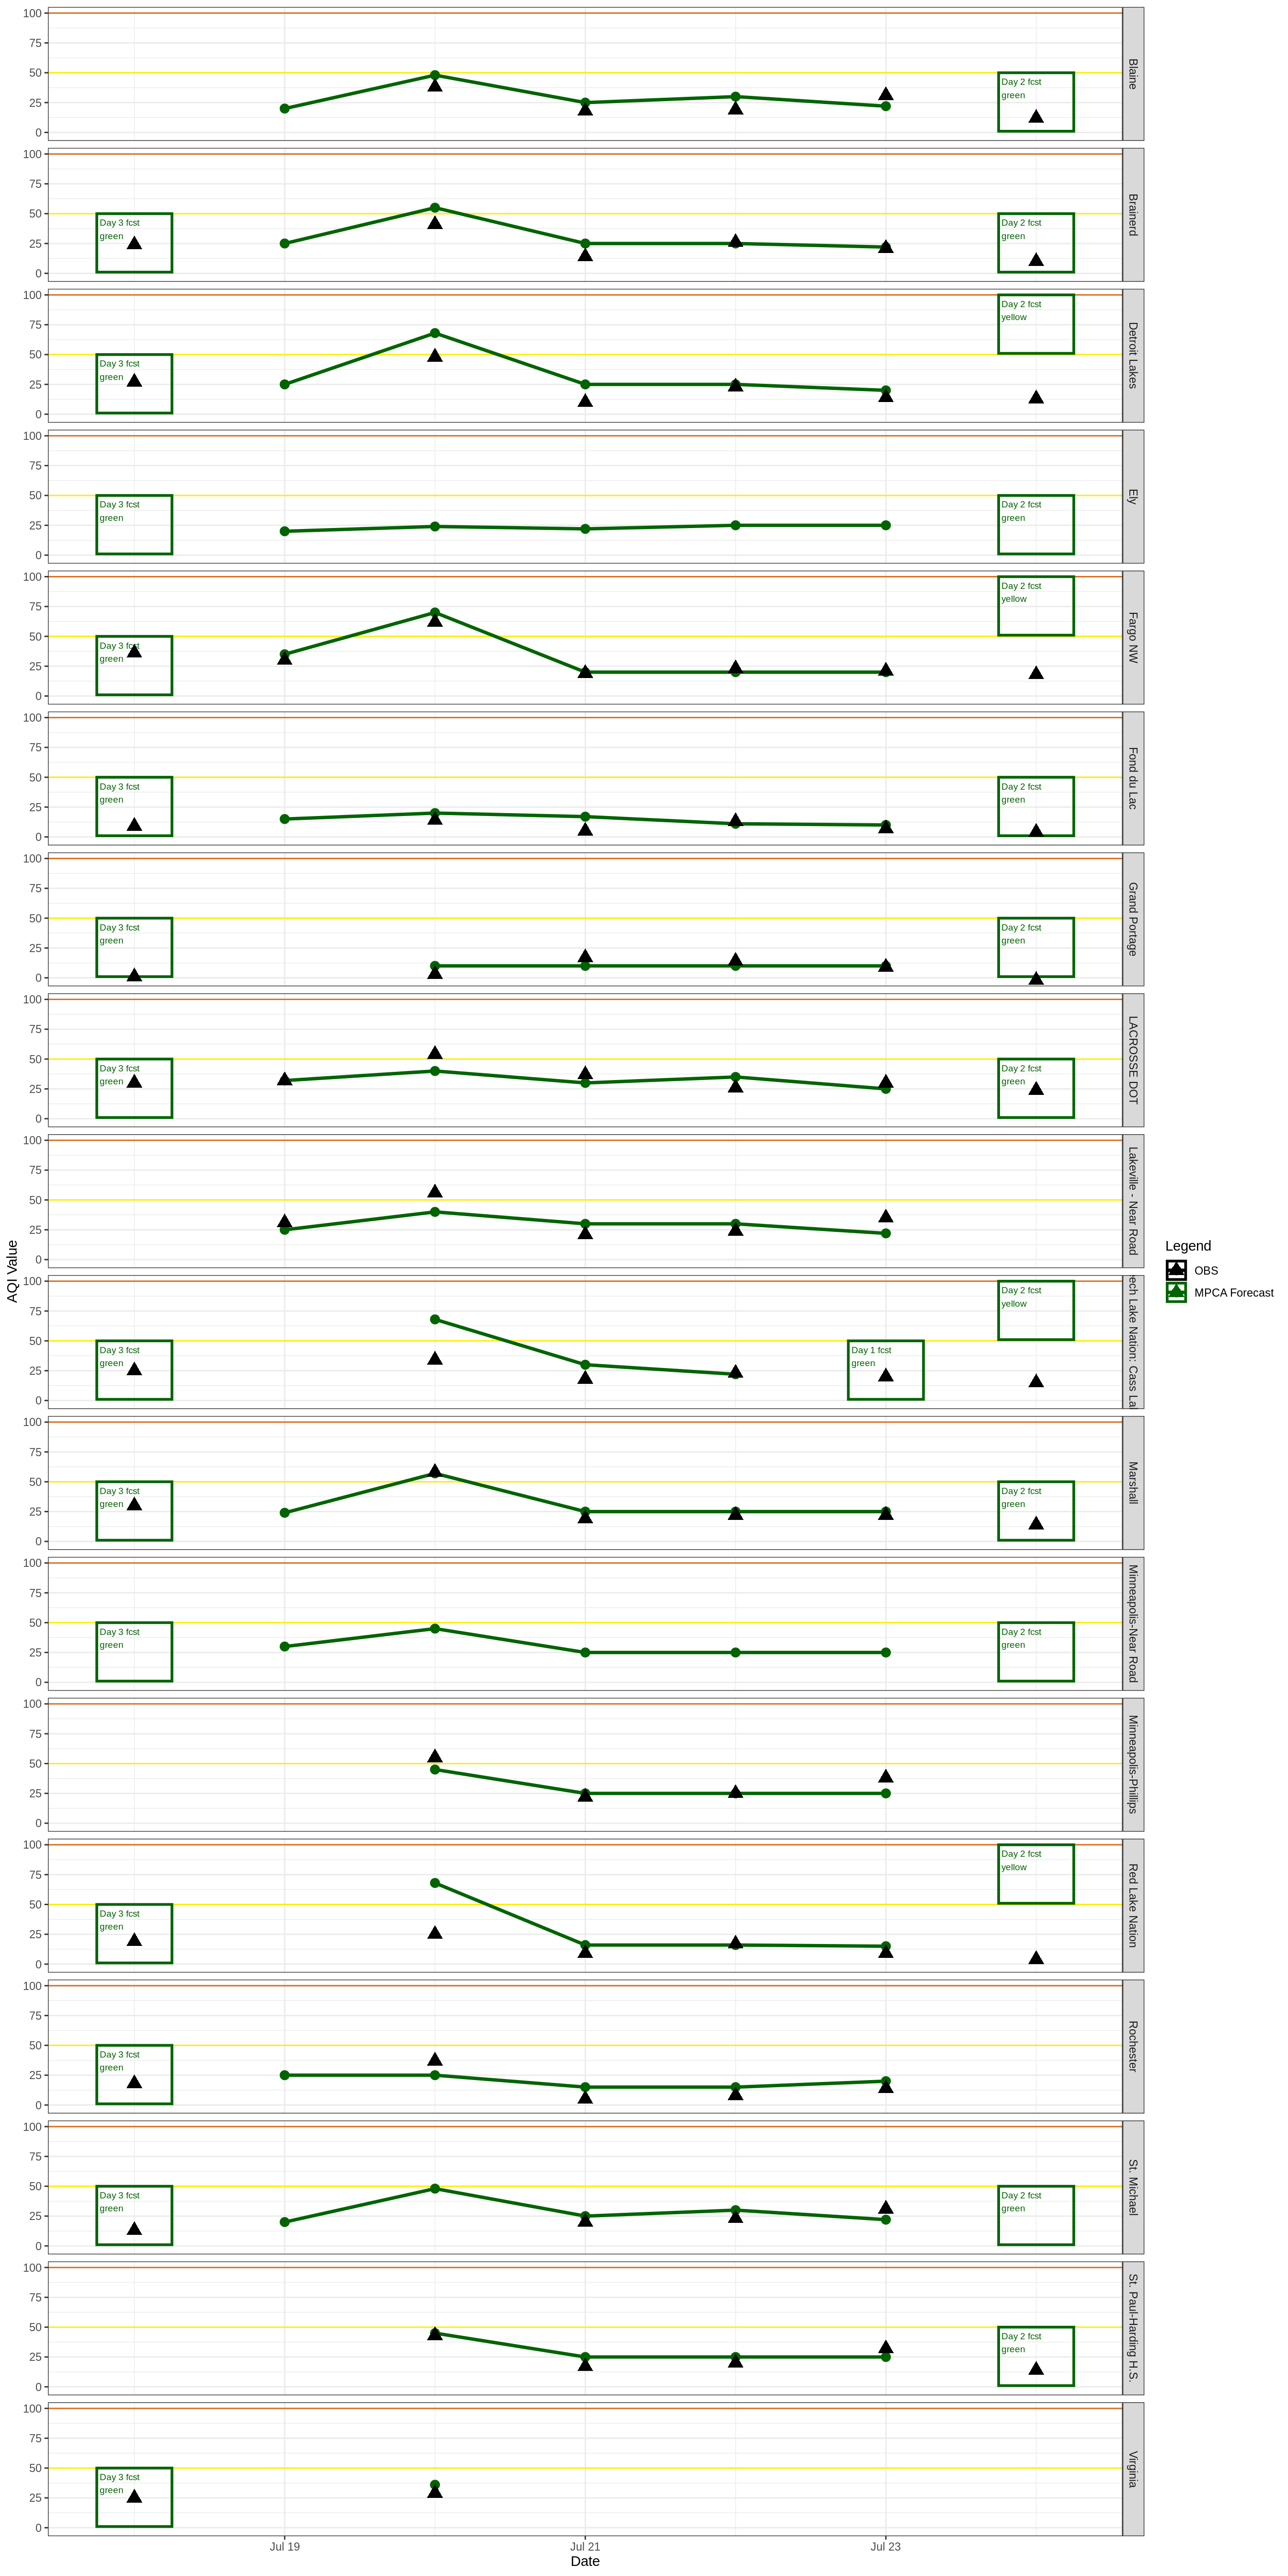 100
75
50
25
0
Day 2 fcst
green
Blaine
100
75
50
25
0
Day 3 fcst
green
Day 2 fcst
green
Brainerd
100
75
50
25
0
Day 3 fcst
green
Day 2 fcst
yellow
Detroit Lakes
100
75
50
25
0
Day 3 fcst
green
Day 2 fcst
green
Ely
100
75
50
25
0
Day 3 fcst
green
Day 2 fcst
yellow
Fargo NW
100
75
50
25
0
Day 3 fcst
green
Day 2 fcst
green
Fond du Lac
100
75
50
25
0
Day 3 fcst
green
Day 2 fcst
green
Grand Portage
100
75
50
25
0
Day 3 fcst
green
Day 2 fcst
green
LACROSSE DOT
100
75
50
25
0
Lakeville - Near Road
AQI Value
Legend
OBS
MPCA Forecast
100
75
50
25
0
Day 3 fcst
green
Day 1 fcst
green
Day 2 fcst
yellow
ech Lake Nation: Cass Lal
100
75
50
25
0
Day 3 fcst
green
Day 2 fcst
green
Marshall
100
75
50
25
0
Day 3 fcst
green
Day 2 fcst
green
Minneapolis-Near Road
100
75
50
25
0
Minneapolis-Phillips
100
75
50
25
0
Day 3 fcst
green
Day 2 fcst
yellow
Red Lake Nation
100
75
50
25
0
Day 3 fcst
green
Rochester
100
75
50
25
0
Day 3 fcst
green
Day 2 fcst
green
St. Michael
100
75
50
25
0
Day 2 fcst
green
St. Paul-Harding H.S.
100
75
50
25
0
Day 3 fcst
green
Virginia
Jul 19
Jul 21
Jul 23
Date